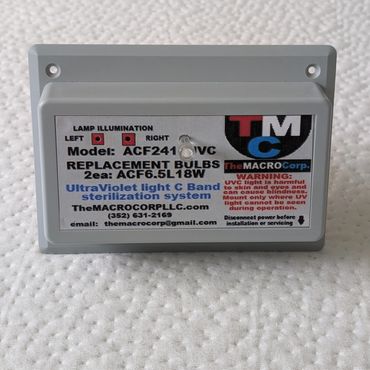 LAMP ILLUMINATION
LEFT RIGHT
Model: ACF241 UVC
REPLACEMENT BULBS
2ea: ACF6.5L18W
UltraViolet light C Band
sterilization system
TheMACROCORPLLC.com
(352) 631-2169
email: themacrocorp@gmail.com
TMC
TheMACROCorp.
WARNING:
UVC light is harmful
to skin and eyes and
can cause blindness.
Mount only where UV
light cannot be seen
during operation.
Disconnect power before
installation or servicing